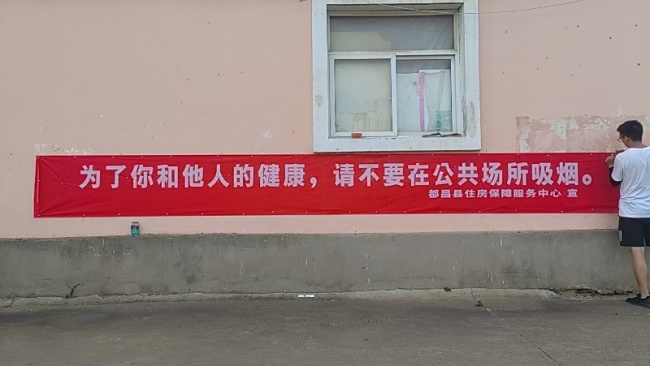 为了你和他人的健康，请不要在公共场所吸烟。
都昌县住房保障服务中心 宣